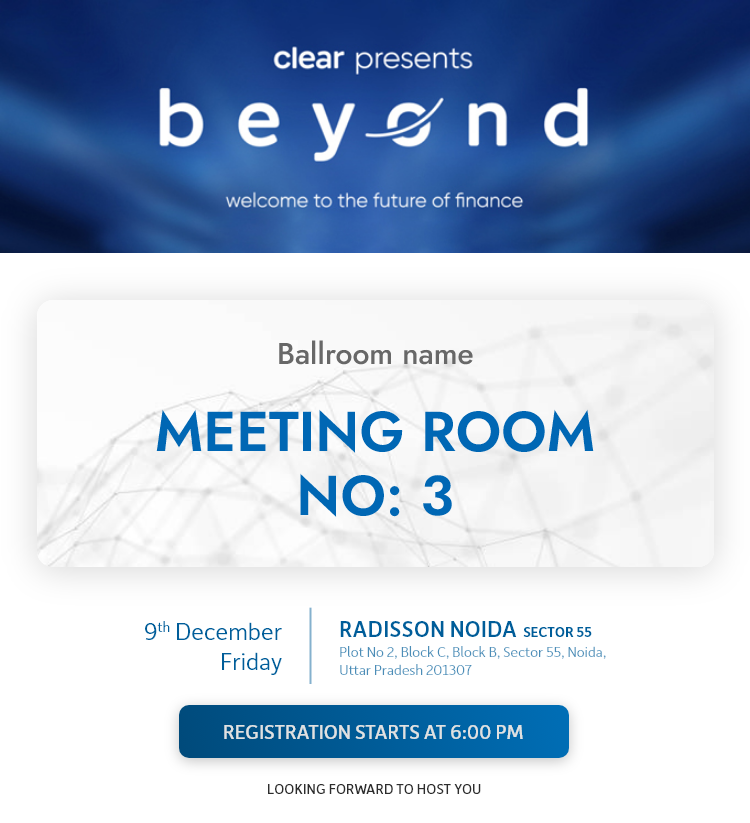 clear presents
beyond
welcome to the future of finance
Ballroom name
MEETING ROOM
NO: 3
9th December
Friday
RADISSON NOIDA SECTOR 55
Plot No 2, Block C, Block B, Sector 55, Noida,
Uttar Pradesh 201307
REGISTRATION STARTS AT 6:00 PM
LOOKING FORWARD TO HOST YOU